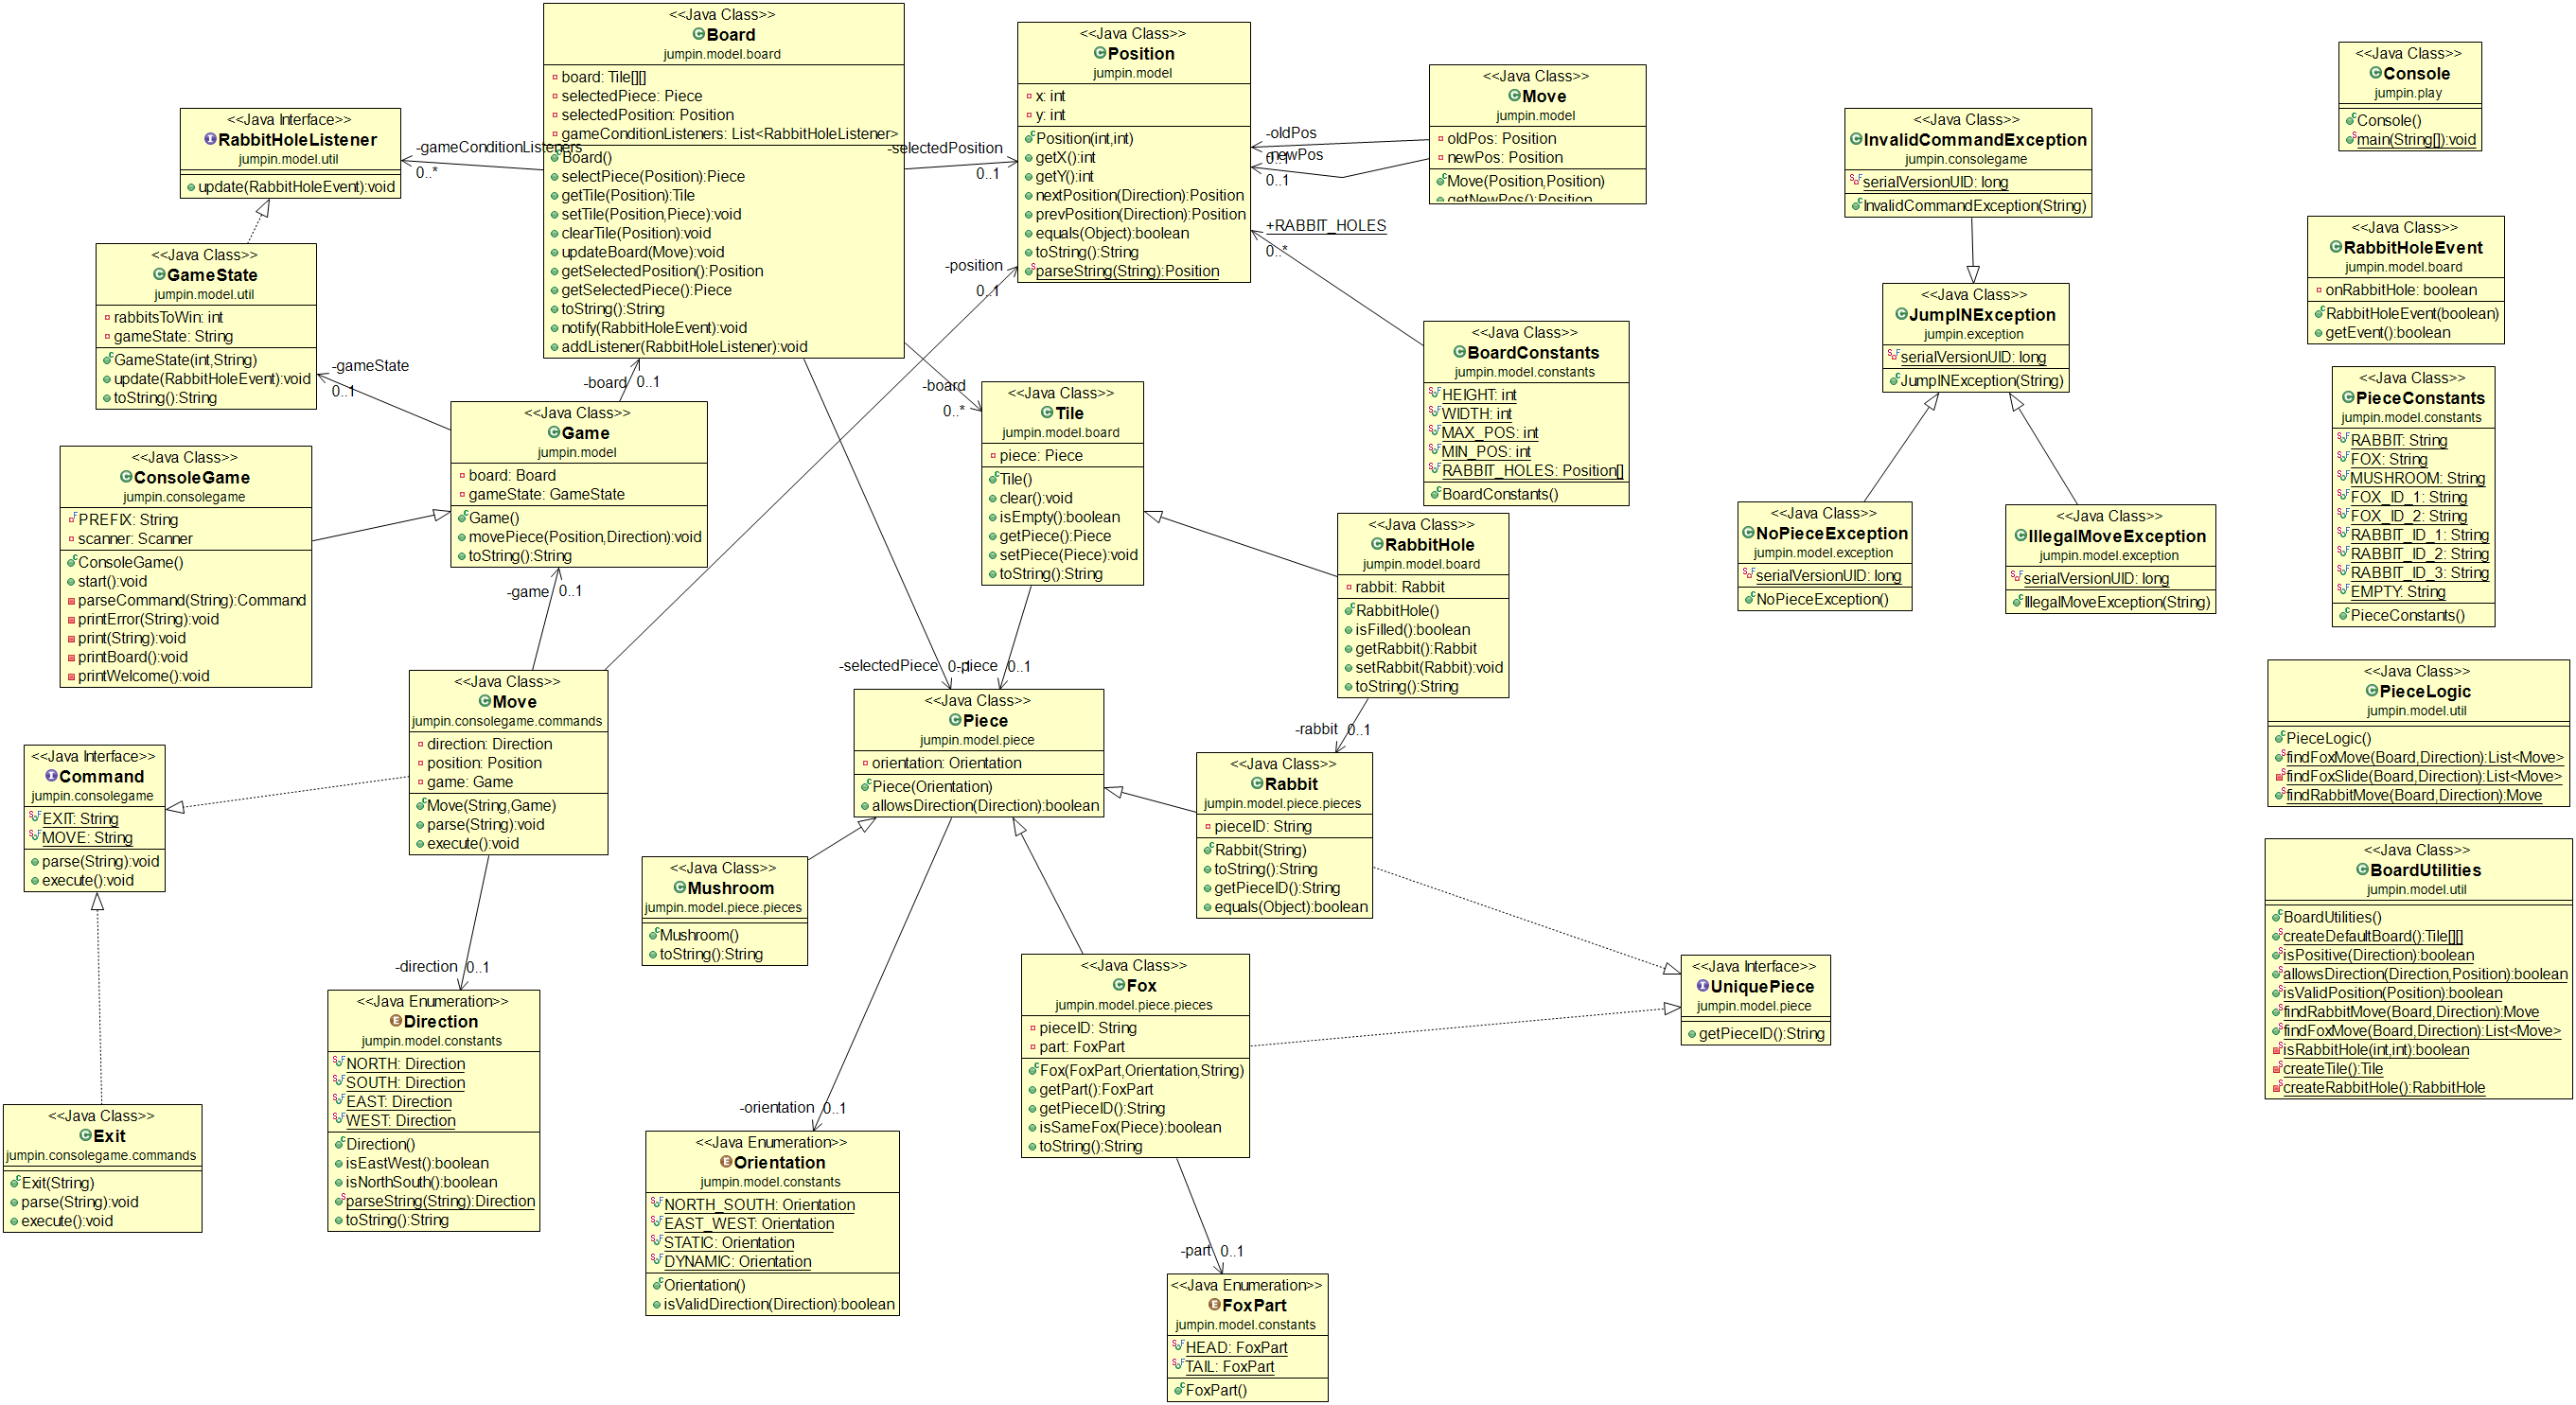 <<Java Class>>
Board
jumpin.model.board
board: Tile[][]
selectedPiece: Piece
selectedPosition: Position
gameConditionListeners: List<RabbitHoleListener>
Board()
selectPiece(Position):Piece
getTile(Position):Tile
setTile(Position,Piece):void
clearTile(Position):void
updateBoard(Move):void
getSelectedPosition():Position
getSelectedPiece():Piece
toString():String
notify(RabbitHoleEvent):void
addListener(RabbitHoleListener):void
<<Java Class>>
Position
jumpin.model
x: int
y: int
Position(int,int)
getX():int
getY():int
nextPosition(Direction):Position
prevPosition(Direction):Position
equals(Object):boolean
toString():String
parseString(String):Position
<<Java Class>>
Move
jumpin.model
oldPos: Position
newPos: Position
Move(Position,Position)
getNewPos():Position
-oldPos
0..1
-newPos
0..1
<<Java Interface>>
RabbitHoleListener
jumpin.model.util
update(RabbitHoleEvent):void
-gameConditionListeners
0..*
-selectedPosition
0..1
<<Java Class>>
GameState
jumpin.model.util
rabbitsToWin: int
gameState: String
GameState(int,String)
update(RabbitHoleEvent):void
toString():String
-gameState
0..1
-board
0..1
-position
0..1
+RABBIT_HOLES
0..*
<<Java Class>>
BoardConstants
jumpin.model.constants
HEIGHT: int
WIDTH: int
MAX_POS: int
MIN_POS: int
RABBIT_HOLES: Position[]
BoardConstants()
<<Java Class>>
Game
jumpin.model
board: Board
gameState: GameState
Game()
movePiece(Position,Direction):void
toString():String
-board
0..*
<<Java Class>>
Tile
jumpin.model.board
piece: Piece
Tile()
clear():void
isEmpty():boolean
getPiece():Piece
setPiece(Piece):void
toString():String
<<Java Class>>
ConsoleGame
jumpin.consolegame
PREFIX: String
scanner: Scanner
ConsoleGame()
start():void
parseCommand(String):Command
printError(String):void
print(String):void
printBoard():void
printWelcome():void
-game
0..1
<<Java Class>>
RabbitHole
jumpin.model.board
rabbit: Rabbit
RabbitHole()
isFilled():boolean
getRabbit():Rabbit
setRabbit(Rabbit):void
toString():String
-rabbit
0..1
-selectedPiece
0..1
-piece
0..1
<<Java Class>>
Move
jumpin.consolegame.commands
direction: Direction
position: Position
game: Game
Move(String,Game)
parse(String):void
execute():void
<<Java Class>>
Piece
jumpin.model.piece
orientation: Orientation
Piece(Orientation)
allowsDirection(Direction):boolean
<<Java Class>>
Rabbit
jumpin.model.piece.pieces
pieceID: String
Rabbit(String)
toString():String
getPieceID():String
equals(Object):boolean
<<Java Interface>>
Command
jumpin.consolegame
EXIT: String
MOVE: String
parse(String):void
execute():void
<<Java Class>>
Mushroom
jumpin.model.piece.pieces
Mushroom()
toString():String
-direction
0..1
<<Java Enumeration>>
Direction
jumpin.model.constants
NORTH: Direction
SOUTH: Direction
EAST: Direction
WEST: Direction
Direction()
isEastWest():boolean
isNorthSouth():boolean
parseString(String):Direction
toString():String
<<Java Class>>
Fox
jumpin.model.piece.pieces
pieceID: String
part: FoxPart
Fox(FoxPart,Orientation,String)
getPart():FoxPart
getPieceID():String
isSameFox(Piece):boolean
toString():String
<<Java Interface>>
UniquePiece
jumpin.model.piece
getPieceID():String
<<Java Class>>
Exit
jumpin.consolegame.commands
Exit(String)
parse(String):void
execute():void
-orientation
0..1
<<Java Enumeration>>
Orientation
jumpin.model.constants
NORTH_SOUTH: Orientation
EAST_WEST: Orientation
STATIC: Orientation
DYNAMIC: Orientation
Orientation()
isValidDirection(Direction):boolean
-part
0..1
<<Java Enumeration>>
FoxPart
jumpin.model.constants
HEAD: FoxPart
TAIL: FoxPart
FoxPart()
<<Java Class>>
InvalidCommandException
jumpin.consolegame
serialVersionUID: long
InvalidCommandException(String)
<<Java Class>>
JumpINException
jumpin.exception
serialVersionUID: long
JumpINException(String)
<<Java Class>>
NoPieceException
jumpin.model.exception
serialVersionUID: long
NoPieceException()
<<Java Class>>
IllegalMoveException
jumpin.model.exception
serialVersionUID: long
IllegalMoveException(String)
<<Java Class>>
Console
jumpin.play
Console()
main(String[]):void
<<Java Class>>
RabbitHoleEvent
jumpin.model.board
onRabbitHole: boolean
RabbitHoleEvent(boolean)
getEvent():boolean
<<Java Class>>
PieceConstants
jumpin.model.constants
RABBIT: String
FOX: String
MUSHROOM: String
FOX_ID_1: String
FOX_ID_2: String
RABBIT_ID_1: String
RABBIT_ID_2: String
RABBIT_ID_3: String
EMPTY: String
PieceConstants()
<<Java Class>>
PieceLogic
jumpin.model.util
PieceLogic()
findFoxMove(Board,Direction):List<Move>
findFoxSlide(Board,Direction):List<Move>
findRabbitMove(Board,Direction):Move
<<Java Class>>
BoardUtilities
jumpin.model.util
BoardUtilities()
createDefaultBoard():Tile[][]
isPositive(Direction):boolean
allowsDirection(Direction,Position):boolean
isValidPosition(Position):boolean
findRabbitMove(Board,Direction):Move
findFoxMove(Board,Direction):List<Move>
isRabbitHole(int,int):boolean
createTile():Tile
createRabbitHole():RabbitHole